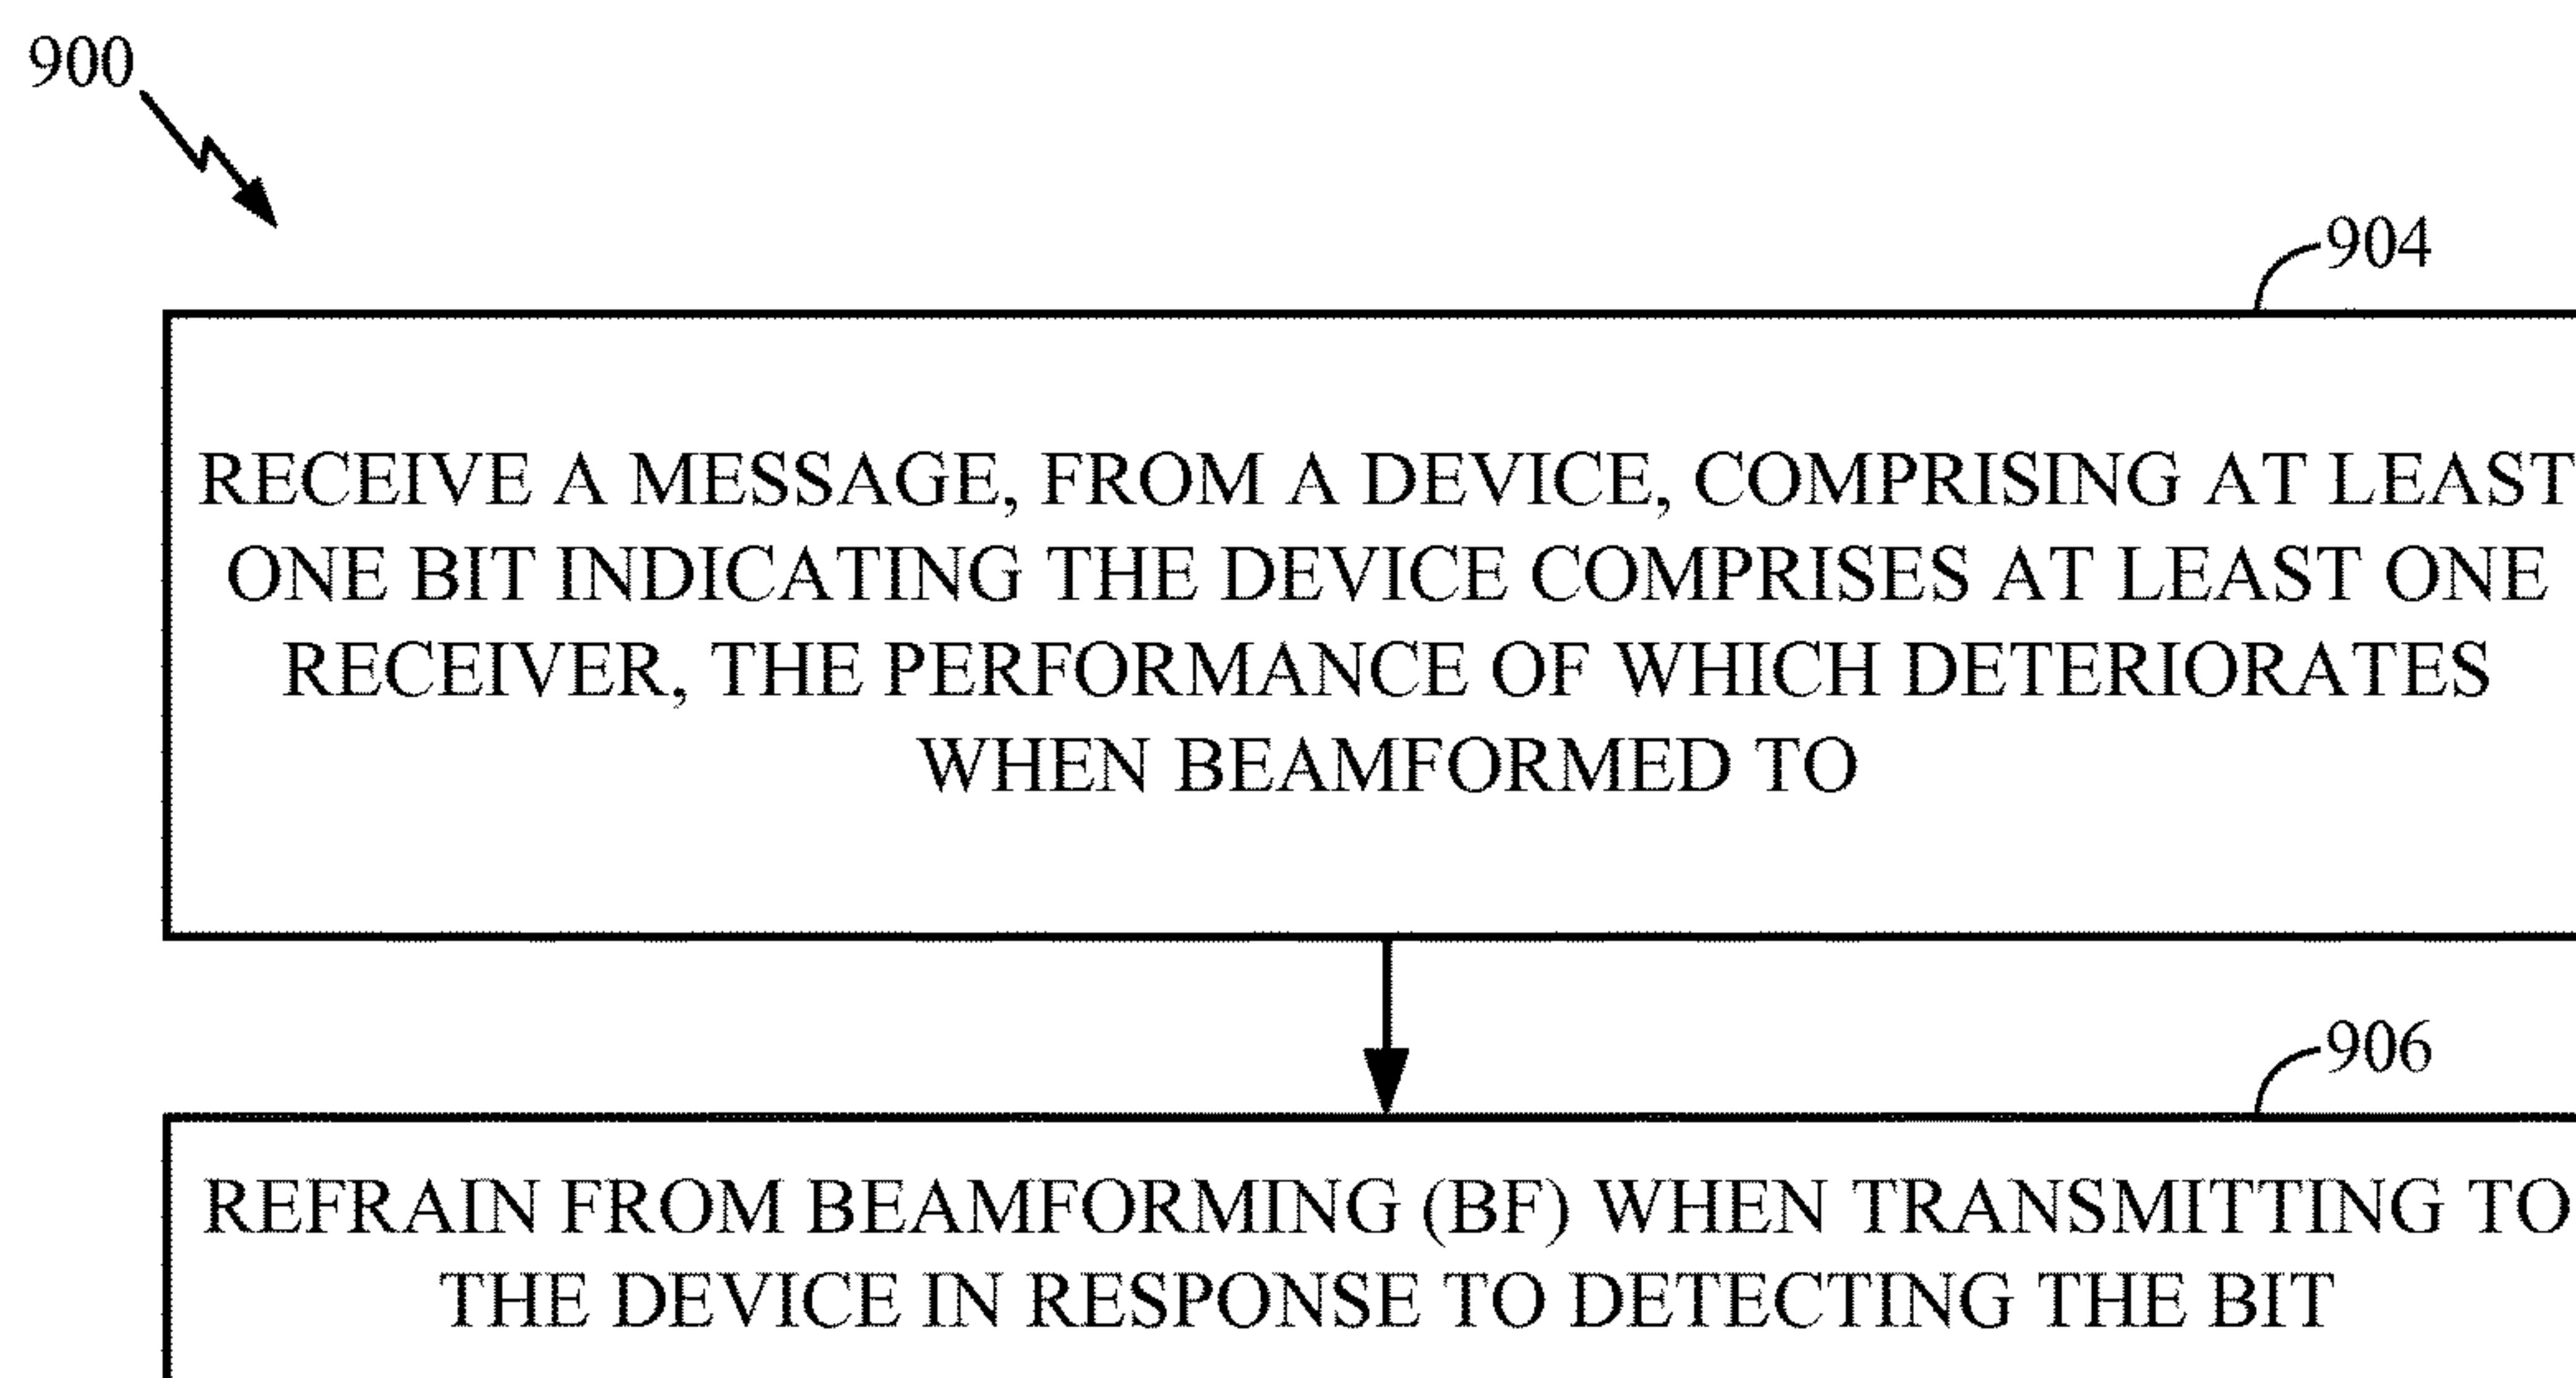 900
904
RECEIVE A MESSAGE, FROM A DEVICE, COMPRISING AT LEAST
ONE BIT INDICATING THE DEVICE COMPRISES AT LEAST ONE
RECEIVER, THE PERFORMANCE OF WHICH DETERIORATES
WHEN BEAMFORMED TO
906
REFRAIN FROM BEAMFORMING (BF) WHEN TRANSMITTING TO
THE DEVICE IN RESPONSE TO DETECTING THE BIT